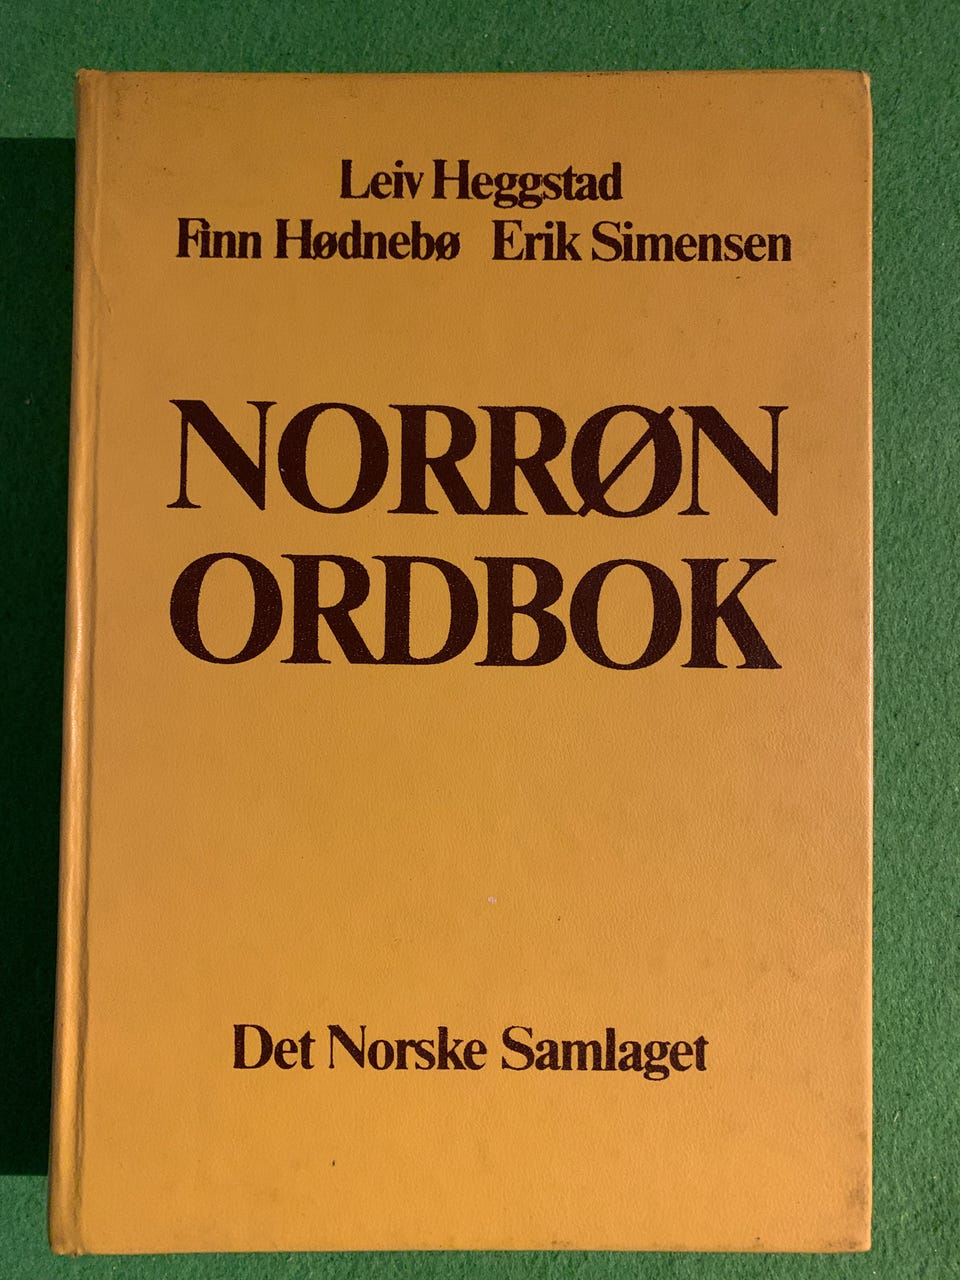 Leiv Heggstad
Finn Hødnebø Erik Simensen
NORRØN
ORDBOK
Det Norske Samlaget